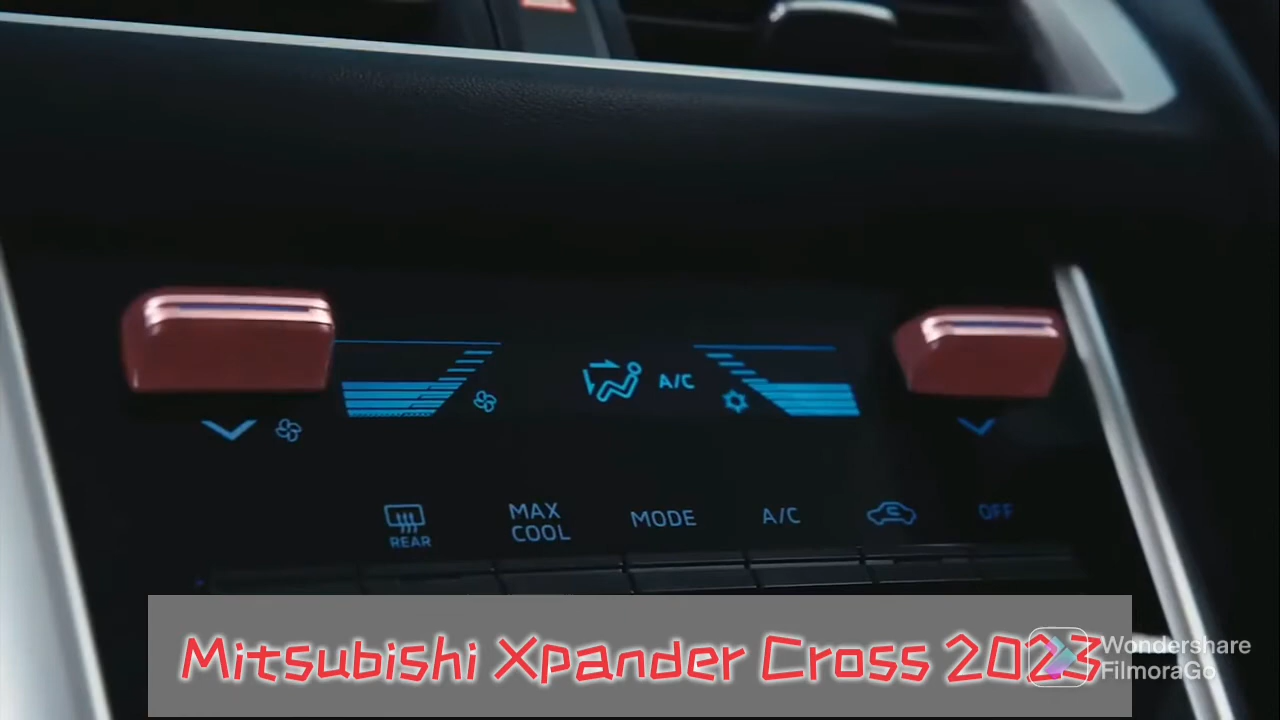 A/C
REAR
MAX
COOL
MODE
A/C
OFF
Mitsubishi Xpander Cross 2023
Wondershare
FilmoraGo